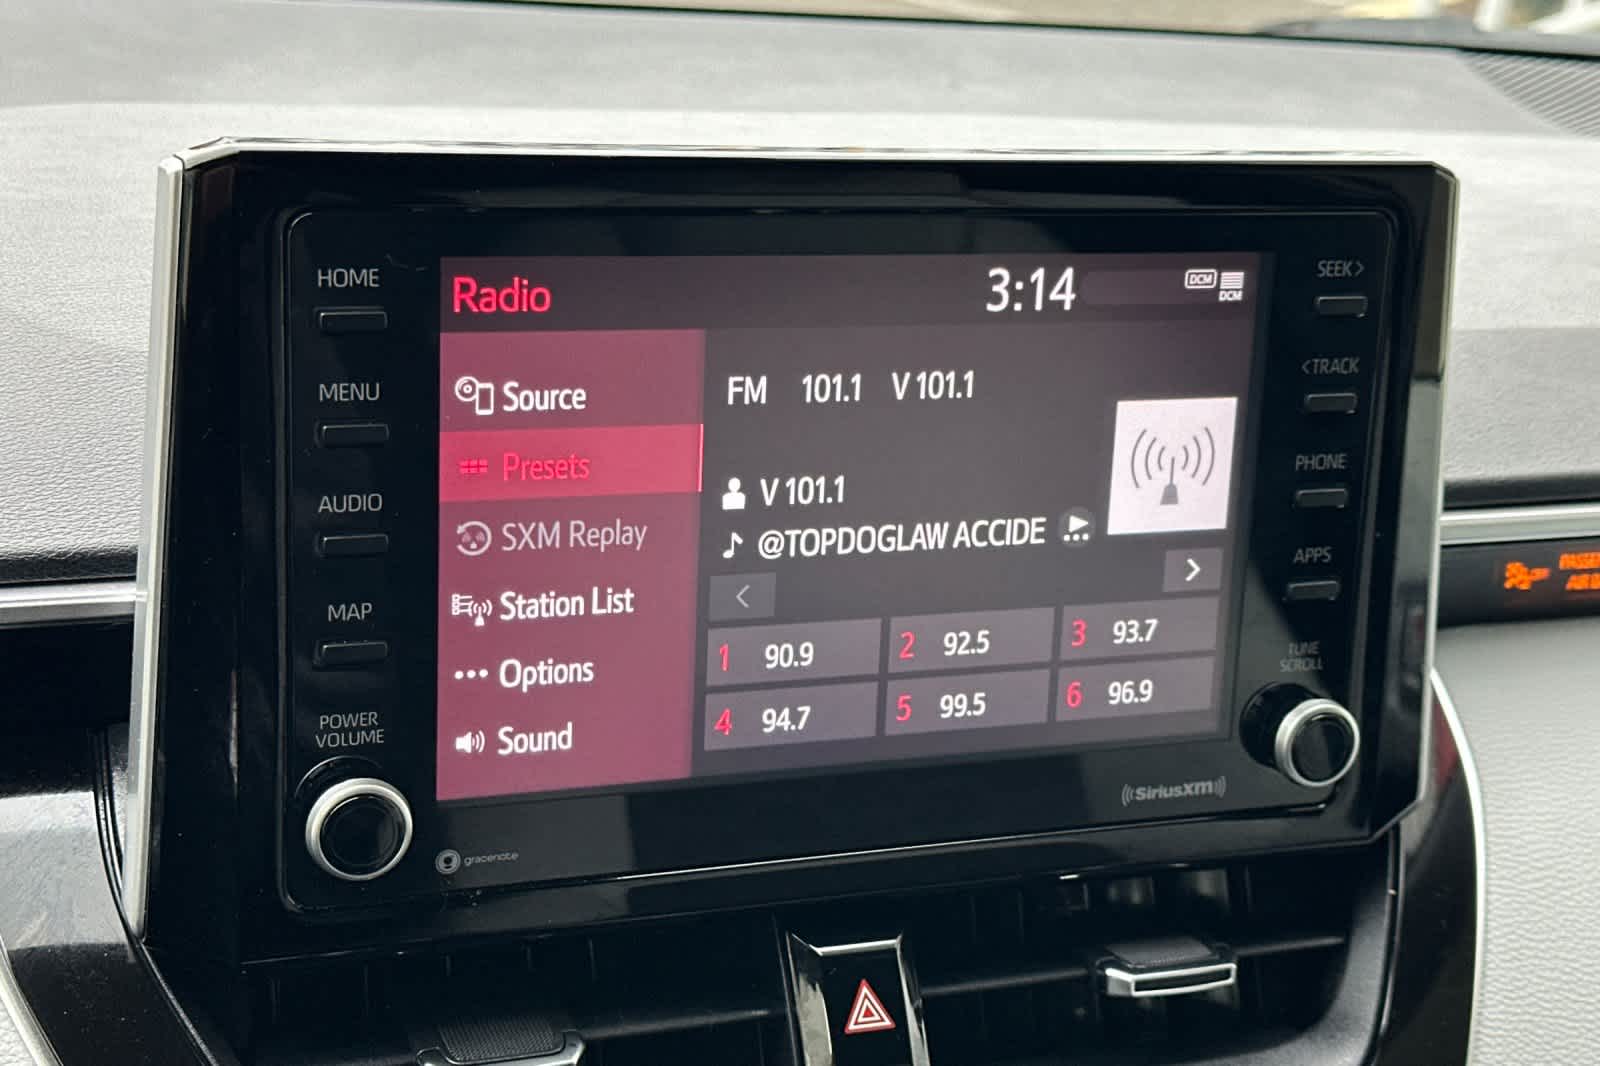 HOME
MENU
AUDIO
MAP
POWER
VOLUME
Radio
3:14
DCM
DCM
Source
Presets
SXM Replay
Station List
Options
Sound
FM 101.1 V 101.1
V 101.1
@TOPDOGLAW ACCIDE
1 90.9 2 92.5 3 93.7
4 94.7 5 99.5 6 96.9
SEEK>
<TRACK
PHONE
APPS
TUNE
SCROLL
gracenote
SiriusXM